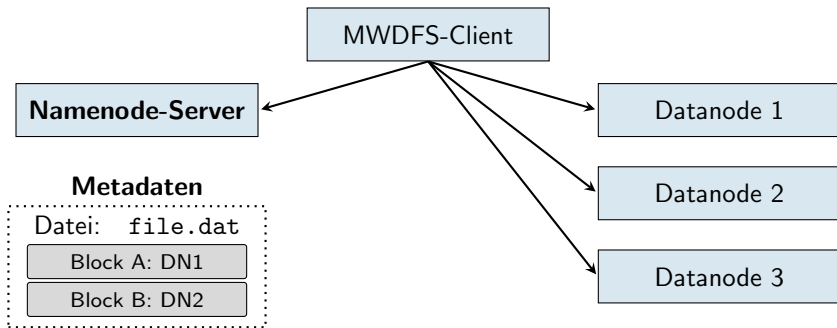 MWDFS-Client
Namenode-Server
Datanode 1
Datanode 2
Datanode 3
Metadaten
Datei: file.dat
Block A: DN1
Block B: DN2